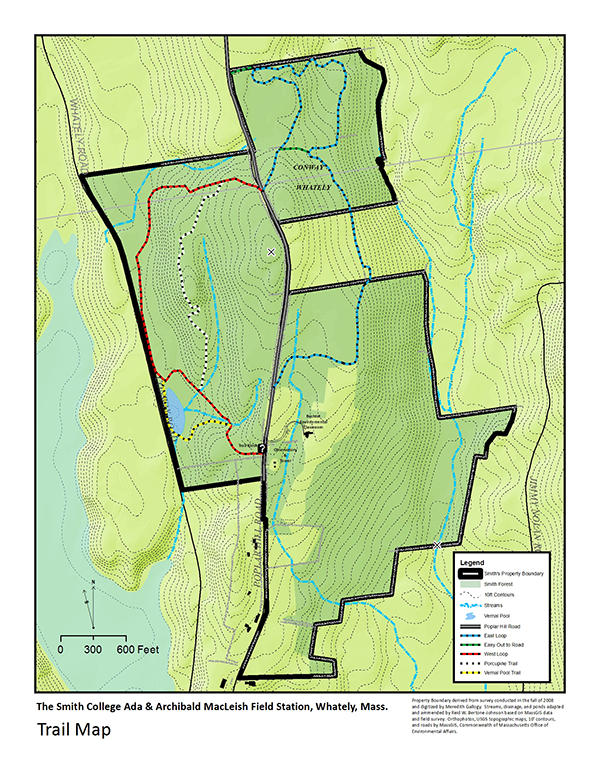 WHATELY ROAD
CONWAY
WHATELY
POPLAR HILL ROAD
N
0 300 600 Feet
Legend
Smith's Property Boundary
Smith Forest
10ft Contours
Streams
Vernal Pool
Poplar Hill Road
East Loop
Easy Out to Road
West Loop
Porcupine Trail
Vernal Pool Trail
The Smith College Ada & Archibald MacLeish Field Station, Whately, Mass.
Trail Map
Property Boundary derived from survey conducted in the fall of 2008
and digitized by Meredith Gallogy. Streams, drainage, and ponds adapted
and ammended by Reid W. Bertone-Johnson based on MassGIS data
and field survey. Orthophotos, USGS topographic maps, 10' contours,
and roads by MassGIS, Commonwealth of Massachusetts Office of
Environmental Affairs.